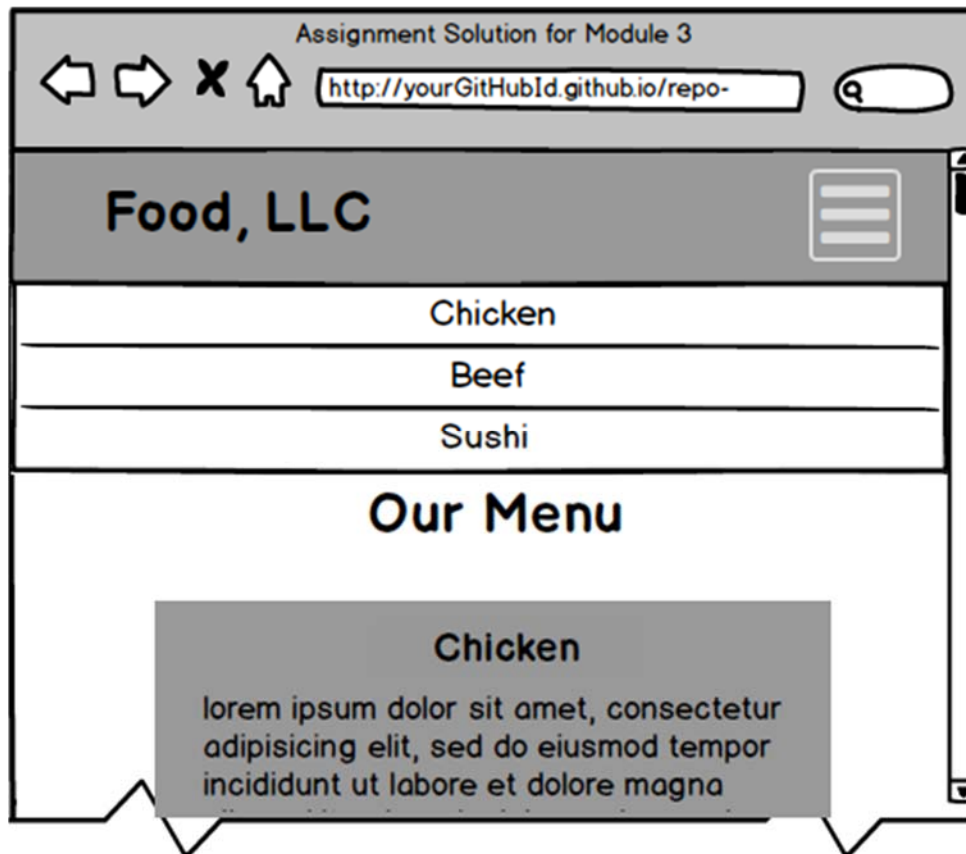 Assignment Solution for Module 3
http://yourGitHubId.github.io/repo-
Food, LLC
Chicken
Beef
Sushi
Our Menu
Chicken
lorem ipsum dolor sit amet, consectetur
adipisicing elit, sed do eiusmod tempor
incididunt ut labore et dolore magna